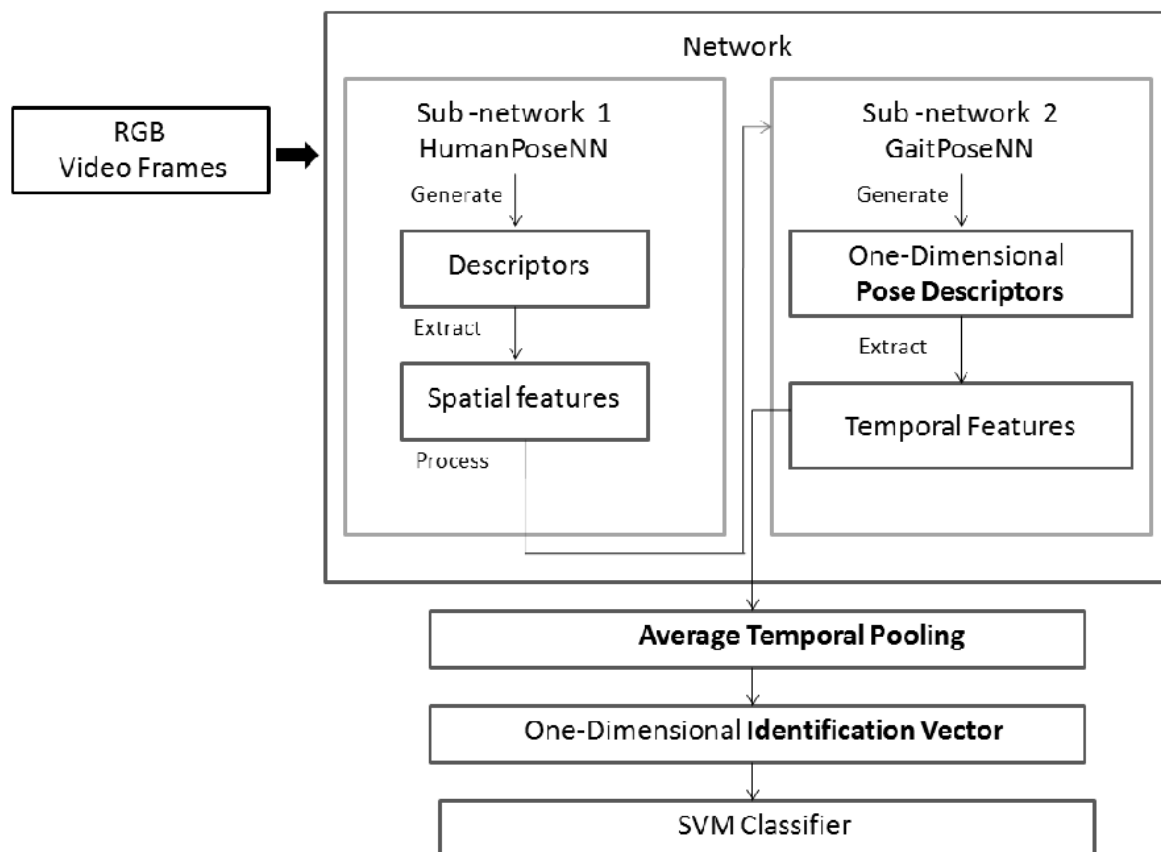 Network
RGB
Video Frames
Sub -network 1
HumanPoseNN
Generate
Descriptors
Extract
Spatial features
Process
Sub -network 2
GaitPoseNN
Generate
One-Dimensional
Pose Descriptors
Extract
Temporal Features
Average Temporal Pooling
One-Dimensional Identification Vector
SVM Classifier